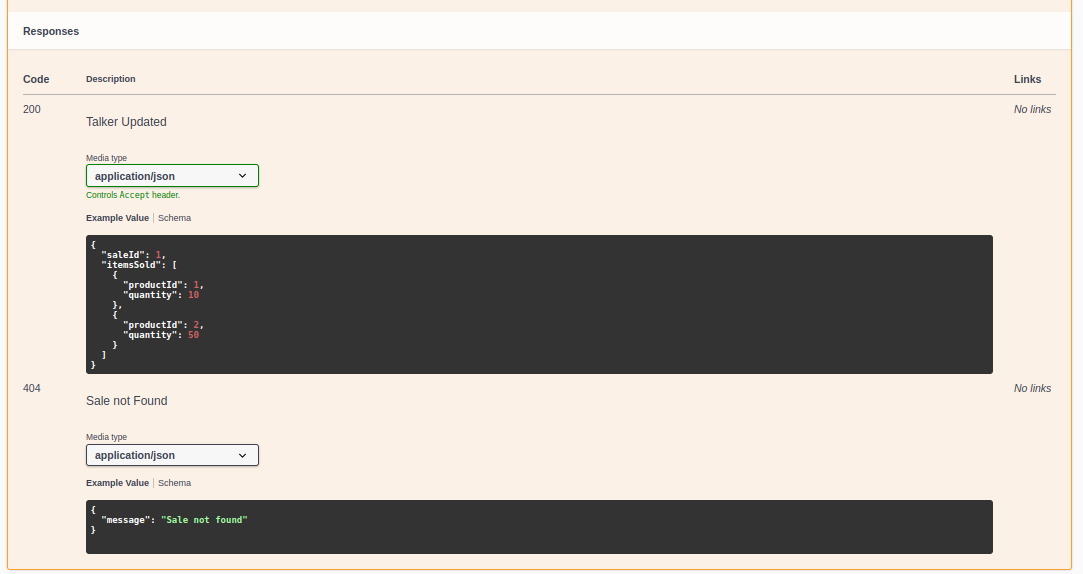 Responses
Code Description Links
200 No links
Talker Updated
Media type
application/json
Controls Accept header.
Example Value | Schema
{
  "saleId": 1,
  "itemsSold": [
    {
      "productId": 1,
      "quantity": 10
    },
    {
      "productId": 2,
      "quantity": 50
    }
  ]
}
404 No links
Sale not Found
Media type
application/json
Example Value | Schema
{
  "message": "Sale not found"
}